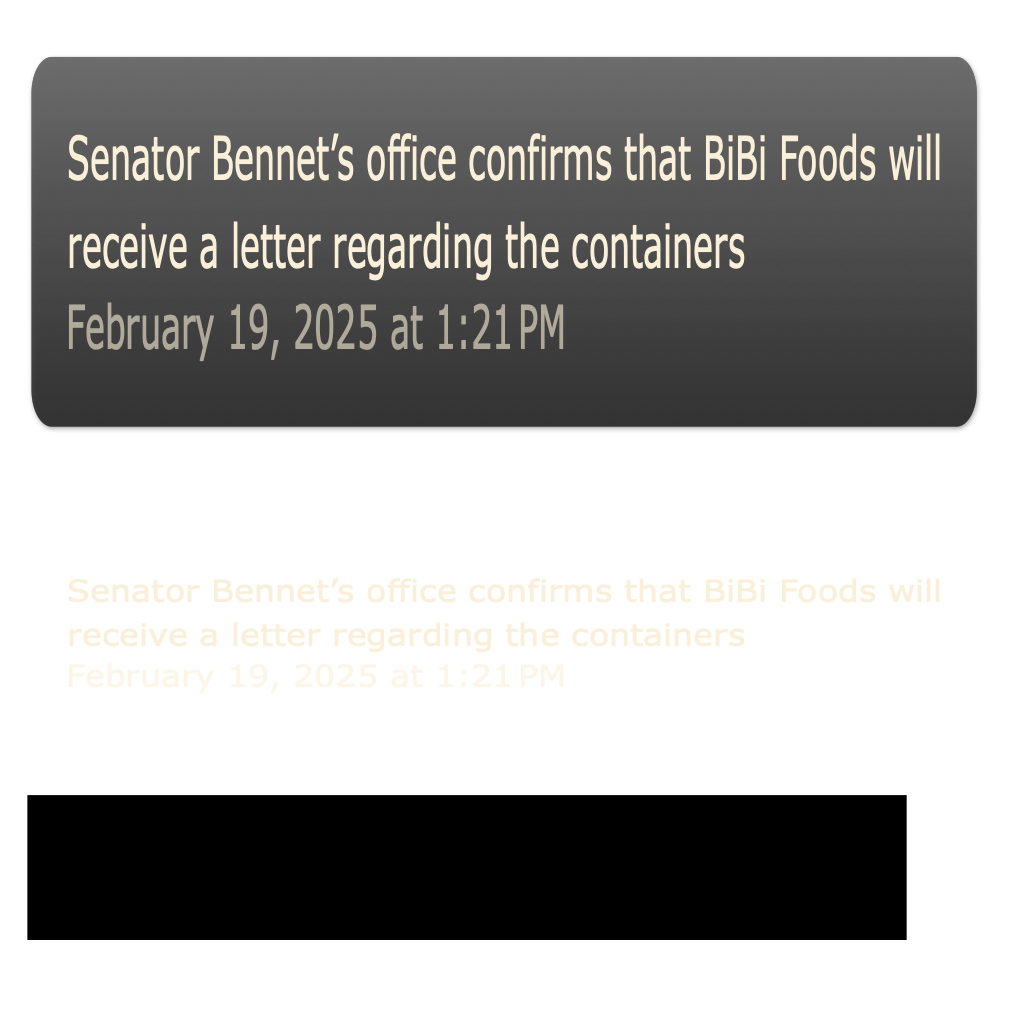 Senator Bennet’s office confirms that BiBi Foods will
receive a letter regarding the containers
February 19, 2025 at 1:21 PM
Senator Bennet’s office confirms that BiBi Foods will
receive a letter regarding the containers
February 19, 2025 at 1:21 PM